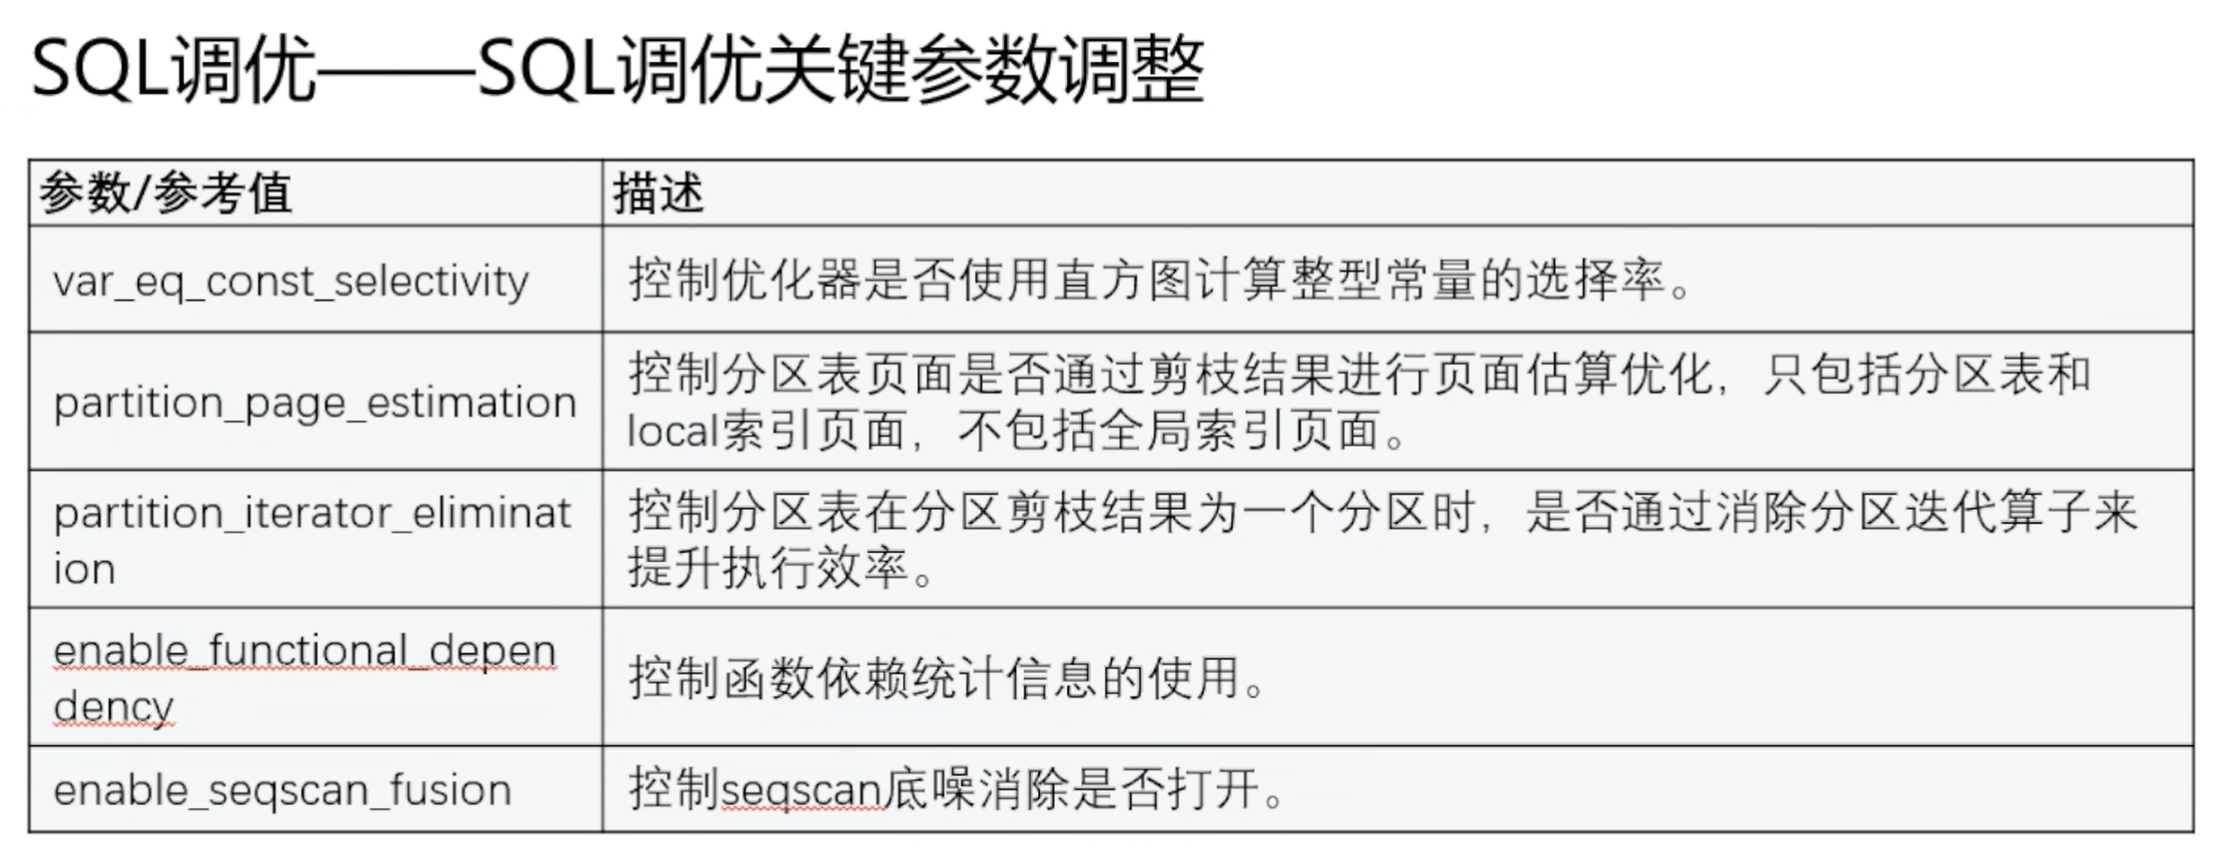 SQL调优——SQL调优关键参数调整
参数/参考值
描述
var_eq_const_selectivity
控制优化器是否使用直方图计算整型常量的选择率。
partition_page_estimation
控制分区表页面是否通过剪枝结果进行页面估算优化，只包括分区表和
local索引页面，不包括全局索引页面。
partition_iterator_eliminat
ion
控制分区表在分区剪枝结果为一个分区时，是否通过消除分区迭代算子来
提升执行效率。
enable_functional_depen
dency
控制函数依赖统计信息的使用。
enable_seqscan_fusion
控制seqscan底噪消除是否打开。